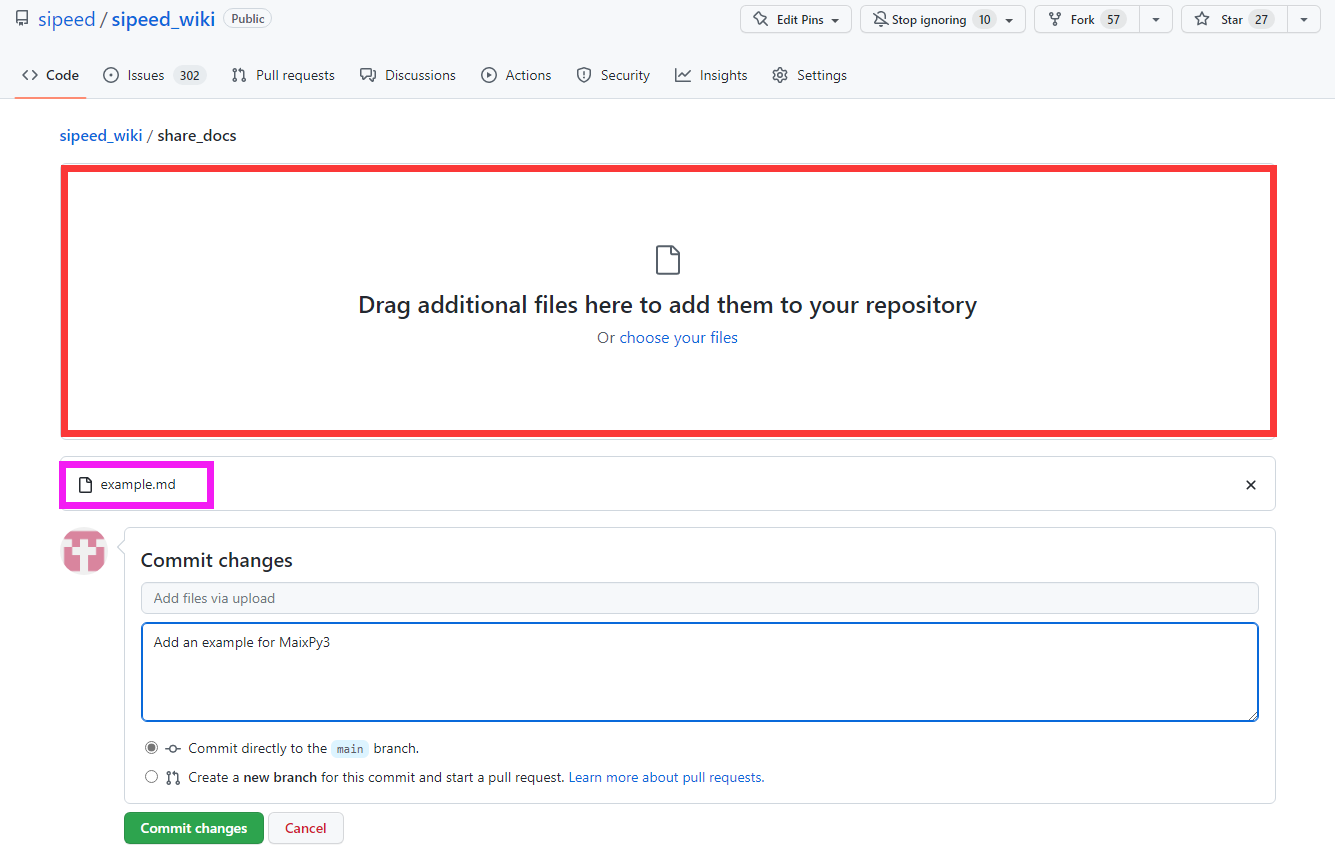 sipeed / sipeed_wiki Public Edit Pins Stop ignoring 10 Fork 57 Star 27
Code Issues 302 Pull requests Discussions Actions Security Insights Settings
sipeed_wiki / share_docs
Drag additional files here to add them to your repository
Or choose your files
example.md
Commit changes
Add files via upload
Add an example for MaixPy3
Commit directly to the main branch.
Create a new branch for this commit and start a pull request. Learn more about pull requests.
Commit changes Cancel